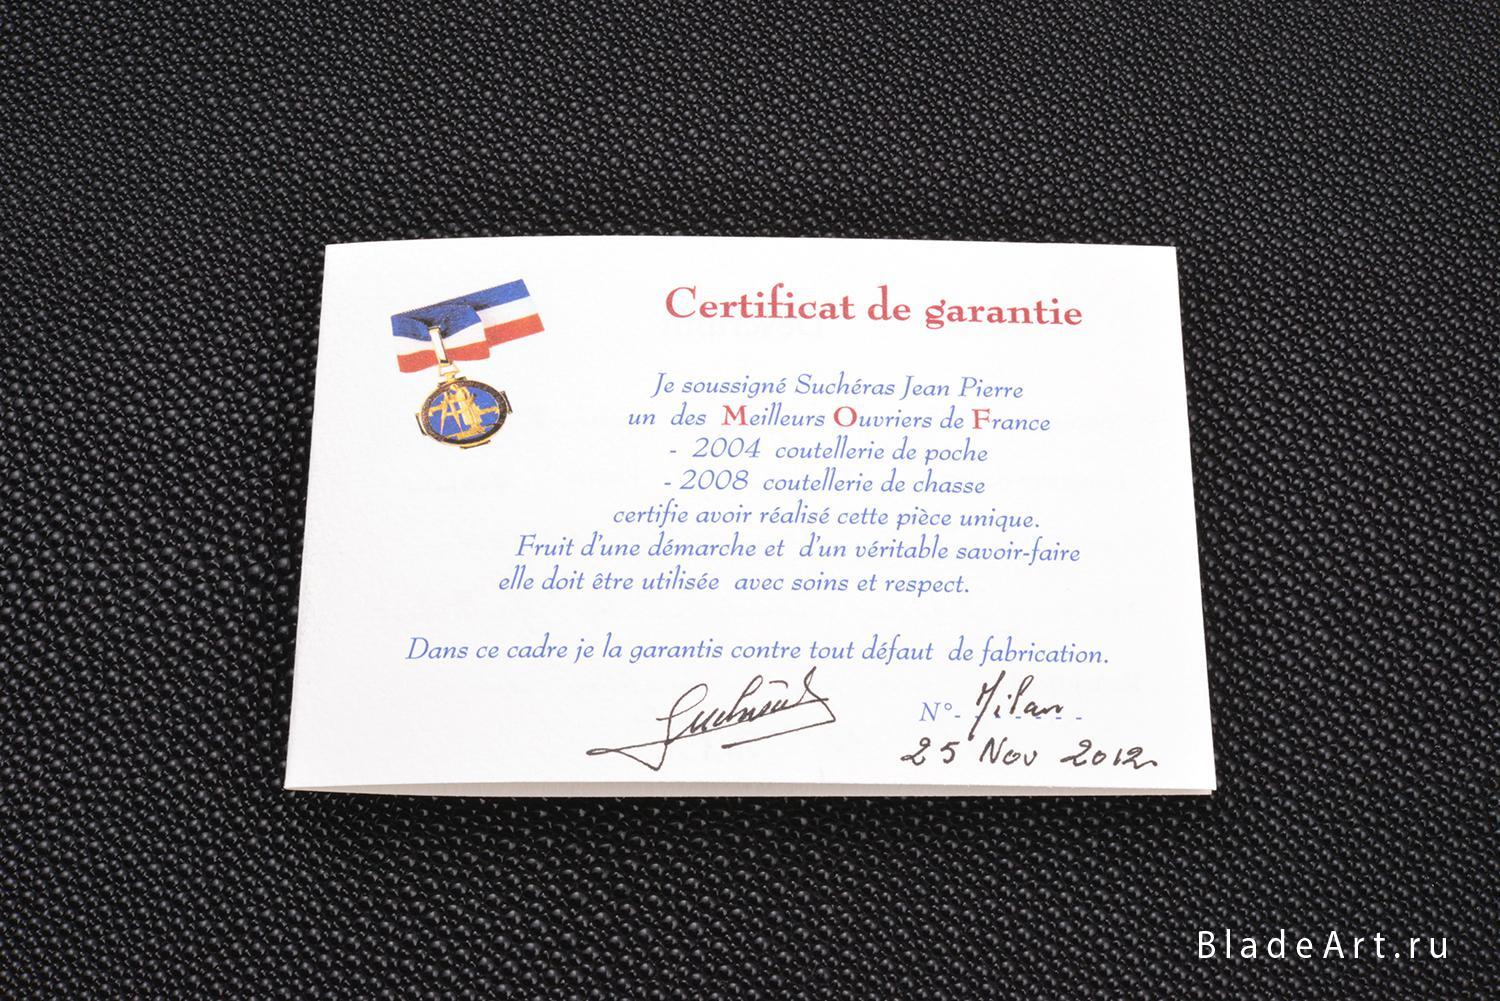 Certificat de garantie
Je soussigné Suchéras Jean Pierre
un des Meilleurs Ouvriers de France
- 2004 coutellerie de poche
- 2008 coutellerie de chasse
certifie avoir réalisé cette pièce unique.
Fruit d'une démarche et d'un véritable savoir-faire
elle doit être utilisée avec soins et respect.
Dans ce cadre je la garantis contre tout défaut de fabrication.
N°- Milan
25 Nov 2012
BladeArt.ru